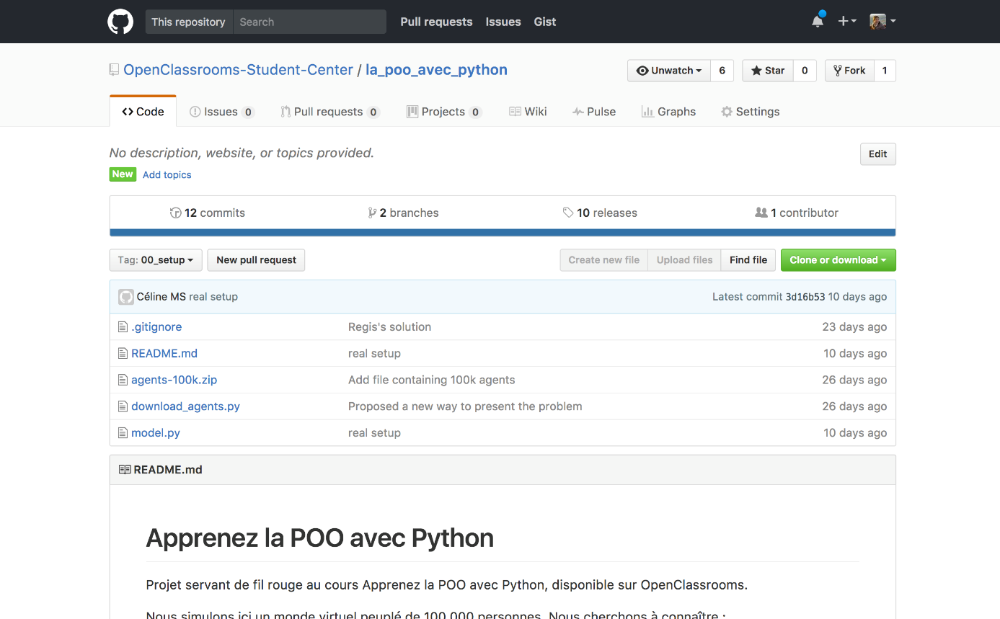 This repository Search Pull requests Issues Gist
OpenClassrooms-Student-Center / la_poo_avec_python Unwatch 6 Star 0 Fork 1
Code Issues 0 Pull requests 0 Projects 0 Wiki Pulse Graphs Settings
No description, website, or topics provided. Edit
New Add topics
12 commits 2 branches 10 releases 1 contributor
Tag: 00_setup New pull request Create new file Upload files Find file Clone or download
Céline MS real setup Latest commit 3d16b53 10 days ago
.gitignore Regis's solution 23 days ago
README.md real setup 10 days ago
agents-100k.zip Add file containing 100k agents 26 days ago
download_agents.py Proposed a new way to present the problem 26 days ago
model.py real setup 10 days ago
README.md
Apprenez la POO avec Python
Projet servant de fil rouge au cours Apprenez la POO avec Python, disponible sur OpenClassrooms.
Nous simulons ici un monde virtuel peuplé de 100 000 personnes. Nous cherchons à connaître :